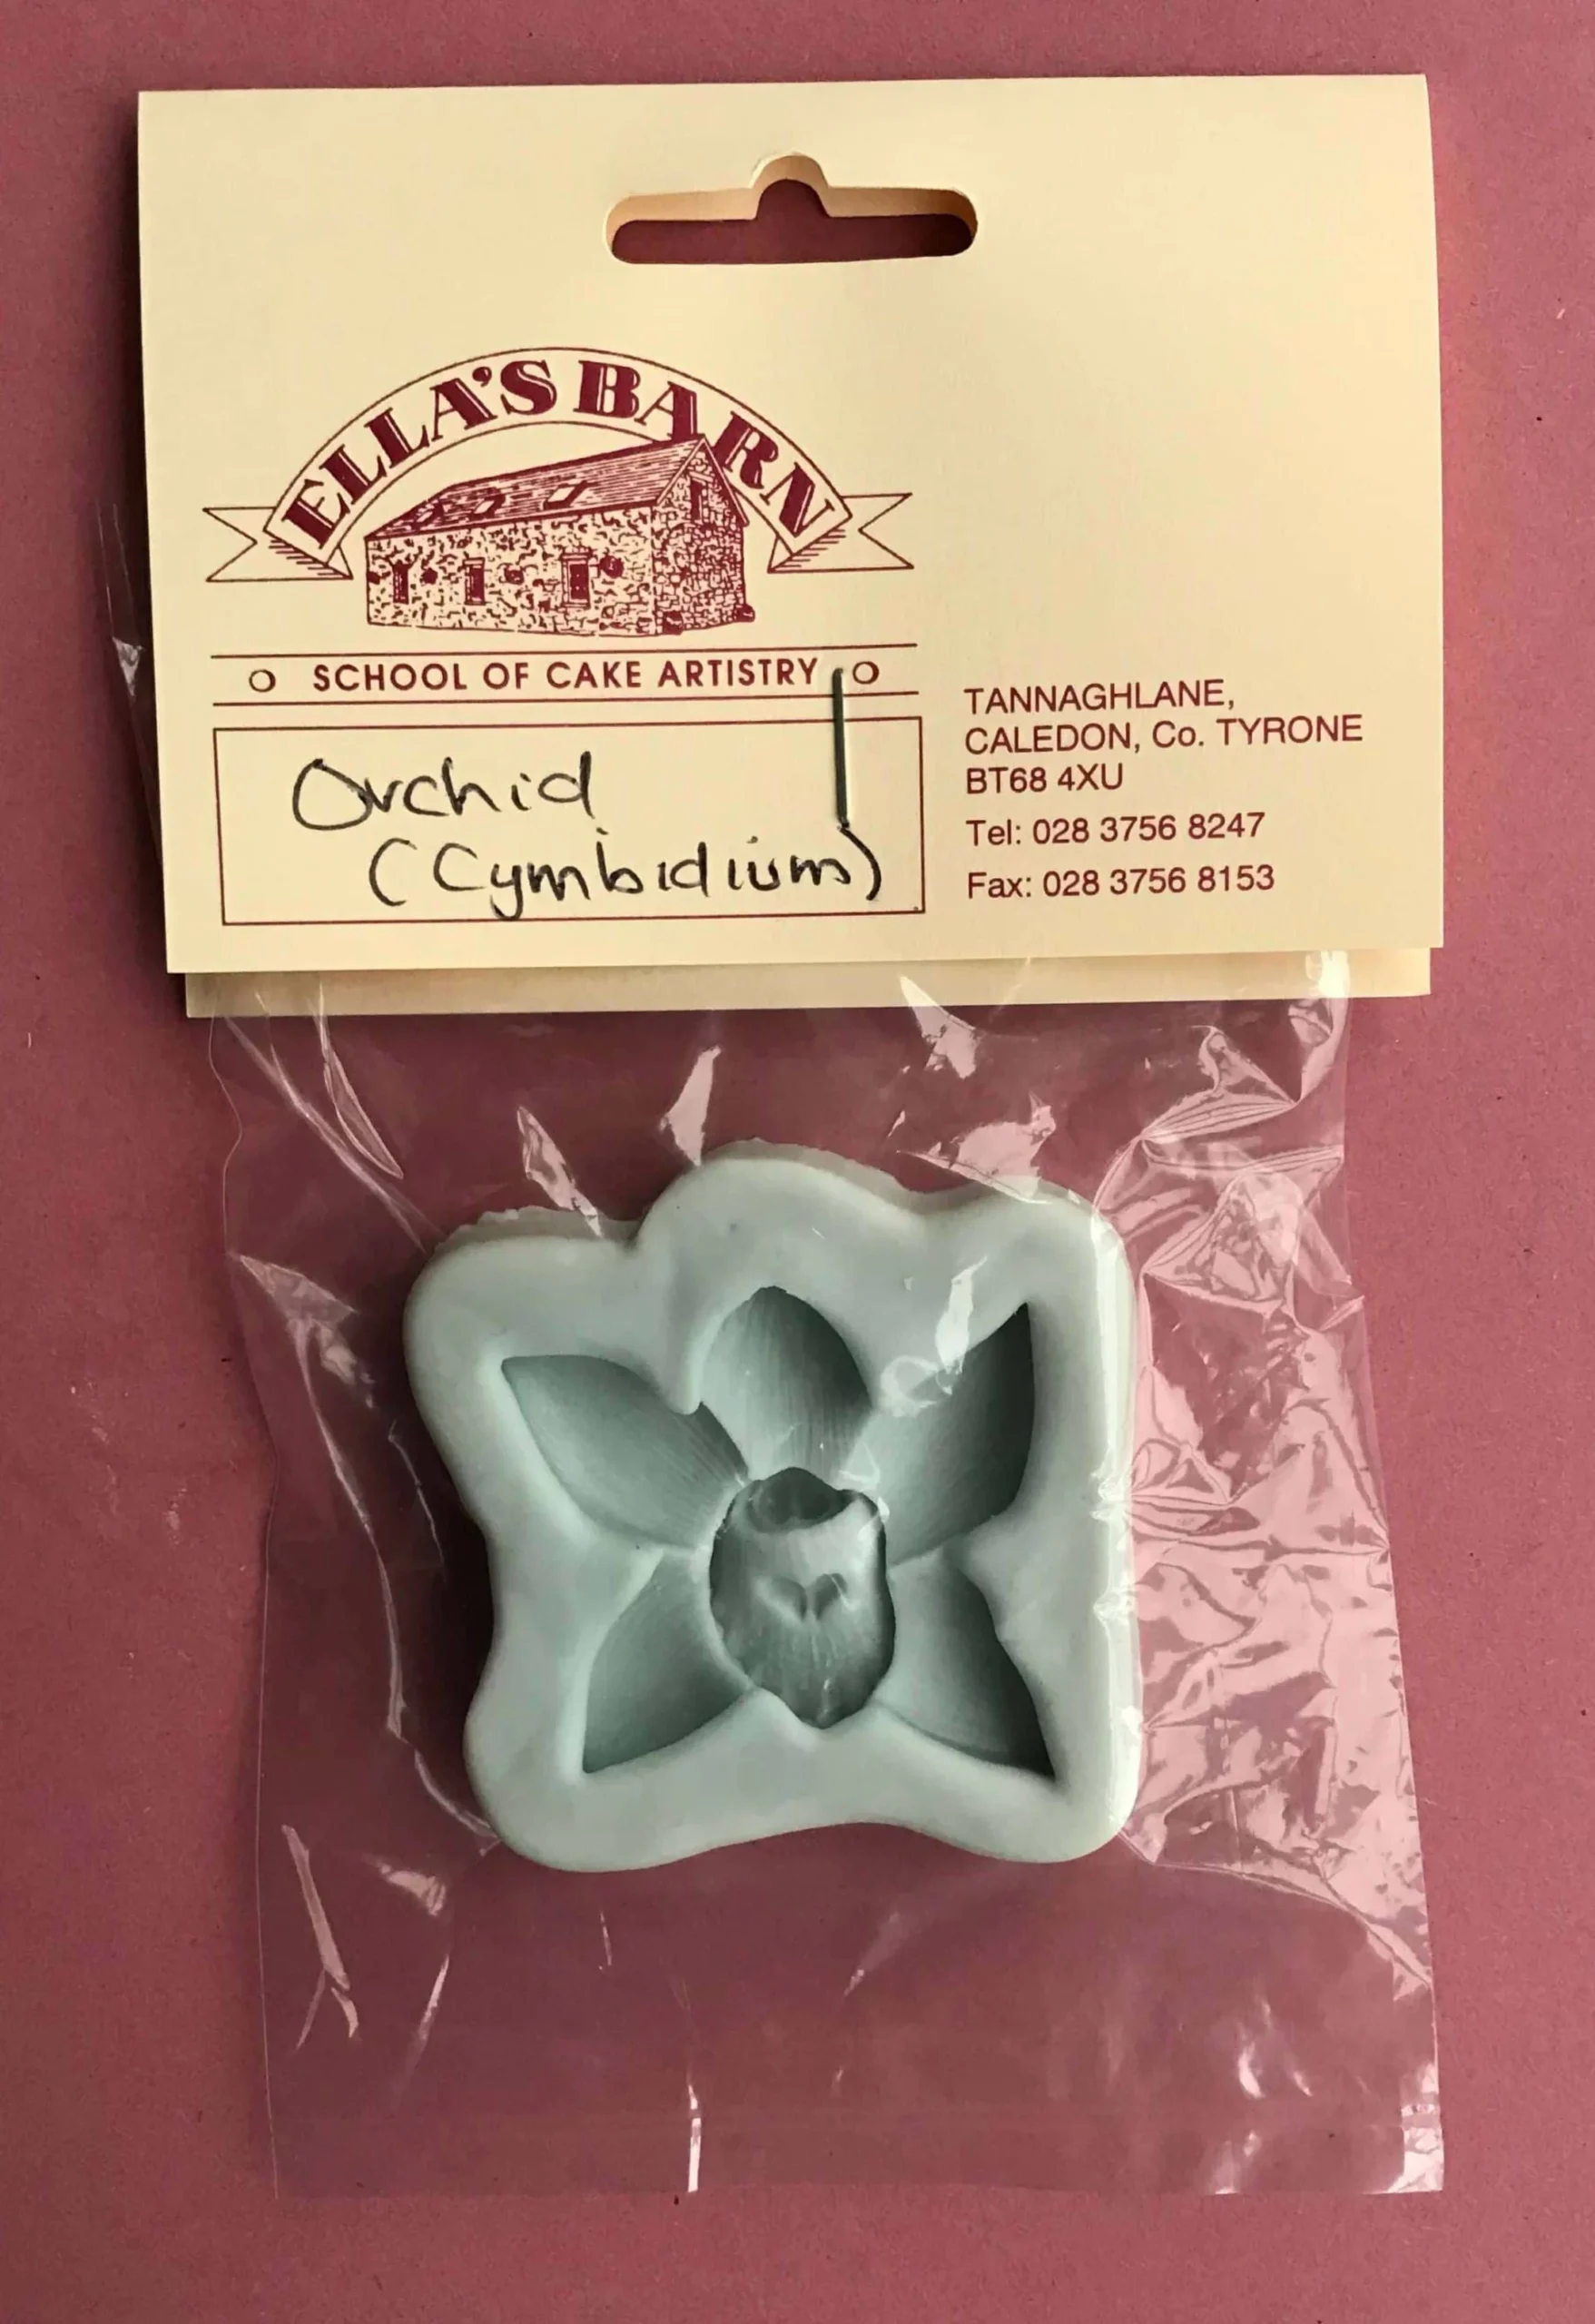 ELLA'S BARN
SCHOOL OF CAKE ARTISTRY
Orchid
(Cymbidium)
TANNAGHLANE,
CALEDON, Co. TYRONE
BT68 4XU
Tel: 028 3756 8247
Fax: 028 3756 8153